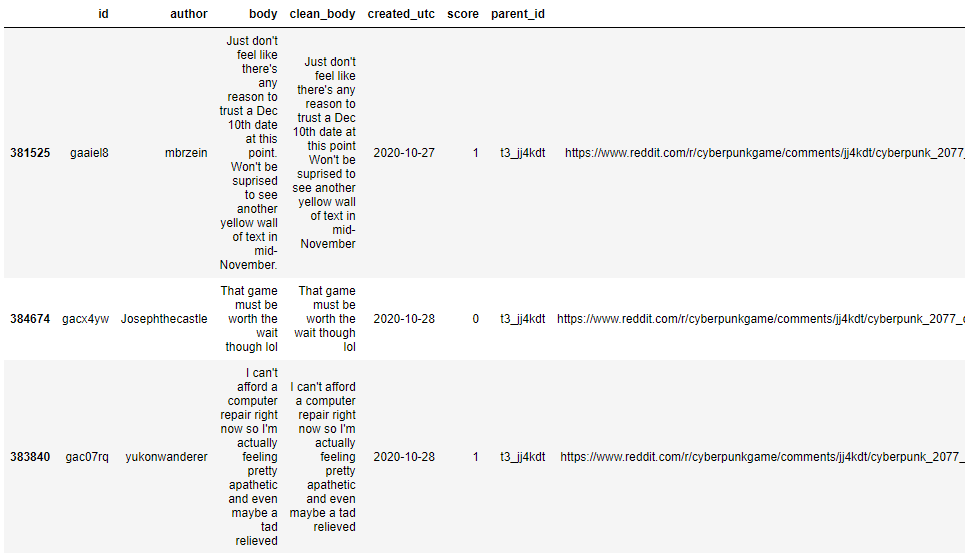 id author body clean_body created_utc score parent_id
381525 gaaiel8 mbrzein Just don't feel like there's any reason to trust a Dec 10th date at this point. Won't be suprised to see another yellow wall of text in mid-November. Just don't feel like there's any reason to trust a Dec 10th date at this point Won't be suprised to see another yellow wall of text in mid-November 2020-10-27 1 t3_jj4kdt https://www.reddit.com/r/cyberpunkgame/comments/jj4kdt/cyberpunk_2077_
384674 gacx4yw Josephthecastle That game must be worth the wait though lol That game must be worth the wait though lol 2020-10-28 0 t3_jj4kdt https://www.reddit.com/r/cyberpunkgame/comments/jj4kdt/cyberpunk_2077_
383840 gac07rq yukonwanderer I can't afford a computer repair right now so I'm actually feeling pretty apathetic and even maybe a tad relieved I can't afford a computer repair right now so I'm actually feeling pretty apathetic and even maybe a tad relieved 2020-10-28 1 t3_jj4kdt https://www.reddit.com/r/cyberpunkgame/comments/jj4kdt/cyberpunk_2077_